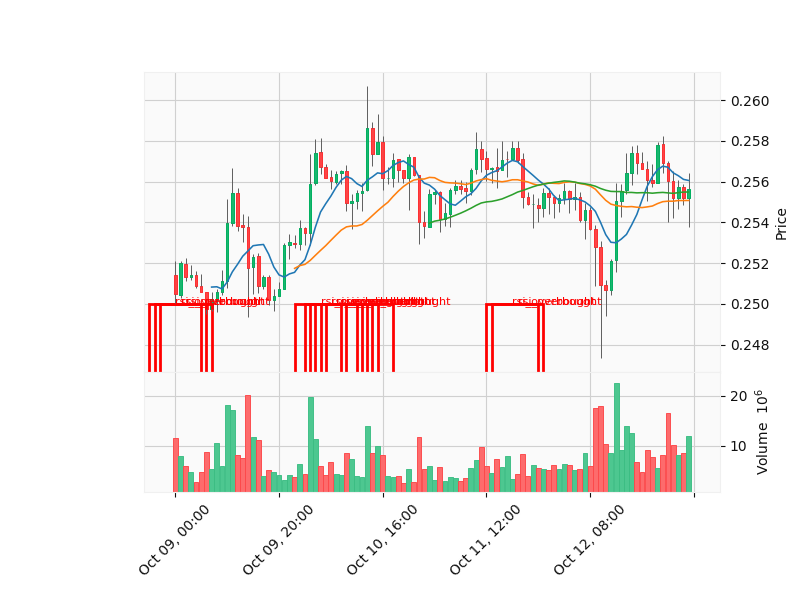 0.260
0.258
0.256
0.254
0.252
0.250
0.248
Price
rsi_overbought
rsi_overbought
20
10
Volume 10^6
Oct 09, 00:00
Oct 09, 20:00
Oct 10, 16:00
Oct 11, 12:00
Oct 12, 08:00